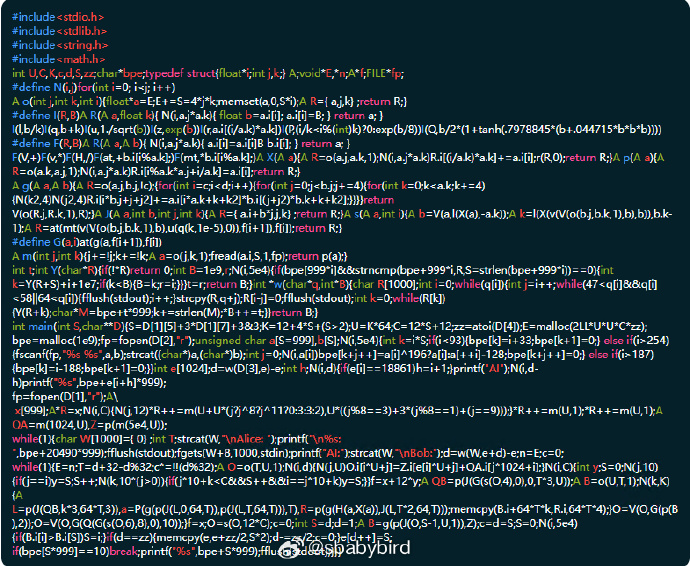 #include<stdio.h>
#include<stdlib.h>
#include<string.h>
#include<math.h>
int U,C,K,c,d,S,zz;char*bpe;typedef struct{float*i;int j,k;} A;void*E,*n;A*f;FILE*fp;
#define N(i,j)for(int i=0; i<j; i++)
A o(int j,int k,int i){float*a=E;E+=S=4*j*k;memset(a,0,S*i);A R={ a,j,k} ;return R;}
#define I(R,B)A R(A a,float k){ N(i,a.j*a.k){ float b=a.i[i]; a.i[i]=B; } return a; }
I(l,b/k)I(q,b+k)I(u,1./sqrt(b))I(z,exp(b))I(r,a.i[(i/a.k)*a.k])I(P,(i/k<i%(int)k)?0:exp(b/8))I(Q,b/2*(1+tanh(.7978845*(b+.044715*b*b*b))))
#define F(R,B)A R(A a,A b){ N(i,a.j*a.k){ a.i[i]=a.i[i]B b.i[i]; } return a; }
F(V,+)F(v,*)F(H,/)F(at,+b.i[i%a.k];)F(mt,*b.i[i%a.k];)A X(A a){A R=o(a.j,a.k,1);N(i,a.j*a.k)R.i[(i/a.k)*a.k]+=a.i[i];r(R,0);return R;}A p(A a){A
R=o(a.k,a.j,1);N(i,a.j*a.k)R.i[i%a.k*a.j+i/a.k]=a.i[i];return R;}
A g(A a,A b){A R=o(a.j,b.j,!c);{for(int i=c;i<d;i++){for(int j=0;j<b.j;j+=4){for(int k=0;k<a.k;k+=4)
{N(k2,4)N(j2,4)R.i[i*b.j+j+j2]+=a.i[i*a.k+k+k2]*b.i[(j+j2)*b.k+k+k2];}}}}return
V(o(R.j,R.k,1),R);}A J(A a,int b,int j,int k){A R={ a.i+b*j,j,k} ;return R;}A s(A a,int i){A b=V(a,l(X(a),-a.k));A k=l(X(v(V(o(b.j,b.k,1),b),b)),b.k-
1);A R=at(mt(v(V(o(b.j,b.k,1),b),u(q(k,1e-5),0)),f[i+1]),f[i]);return R;}
#define G(a,i)at(g(a,f[i+1]),f[i])
A m(int j,int k){j+=!j;k+=!k;A a=o(j,k,1);fread(a.i,S,1,fp);return p(a);}
int t;int Y(char*R){if(!*R)return 0;int B=1e9,r;N(i,5e4){if(bpe[999*i]&&strncmp(bpe+999*i,R,S=strlen(bpe+999*i))==0){int
k=Y(R+S)+i+1e7;if(k<B){B=k;r=i;}}}t=r;return B;}int *w(char*q,int*B){char R[1000];int i=0;while(q[i]){int j=i++;while(47<q[i]&&q[i]
<58||64<q[i]){fflush(stdout);i++;}strcpy(R,q+j);R[i-j]=0;fflush(stdout);int k=0;while(R[k])
{Y(R+k);char*M=bpe+t*999;k+=strlen(M);*B++=t;}}return B;}
int main(int S,char**D){S=D[1][5]+3*D[1][7]+3&3;K=12+4*S+(S>2);U=K*64;C=12*S+12;zz=atoi(D[4]);E=malloc(2LL*U*U*C*zz);
bpe=malloc(1e9);fp=fopen(D[2],"r");unsigned char a[S=999],b[S];N(i,5e4){int k=i*S;if(i<93){bpe[k]=i+33;bpe[k+1]=0;} else if(i>254)
{fscanf(fp,"%s %s",a,b);strcat((char*)a,(char*)b);int j=0;N(i,a[i])bpe[k+j++]=a[i]^196?a[i]:a[++i]-128;bpe[k+j++]=0;} else if(i>187)
{bpe[k]=i-188;bpe[k+1]=0;}}int e[1024];d=w(D[3],e)-e;int h;N(i,d){if(e[i]==18861)h=i+1;}printf("AI");N(i,d-
h)printf("%s",bpe+e[i+h]*999);
fp=fopen(D[1],"r");A\
 x[999];A*R=x;N(i,C){N(j,12)*R++=m(U+U*(j?j^8?j^11?0:3:3:2),U*((j%8==3)+3*(j%8==1)+(j==9)));}*R++=m(U,1);*R++=m(U,1);A
QA=m(1024,U),Z=p(m(5e4,U));
while(1){char W[1000]={ 0} ;int T;strcat(W,"\nAlice: ");printf("\n%s:
",bpe+20490*999);fflush(stdout);fgets(W+8,1000,stdin);printf("AI:");strcat(W,"\nBob:");d=w(W,e+d)-e;n=E;c=0;
while(1){E=n;T=d+32-d%32;c*=!!(d%32);A O=o(T,U,1);N(i,d){N(j,U)O.i[i*U+j]=Z.i[e[i]*U+j]+QA.i[j*1024+i];}N(i,C){int y;S=0;N(j,10)
{if(j==i)y=S;S++;N(k,10*(j>0)){if(j*10+k<C&&S++&&i==j*10+k)y=S;}}f=x+12*y;A QB=p(J(G(s(O,4),0),0,T*3,U));A B=o(U,T,1);N(k,K)
{A
L=p(J(QB,k*3,64*T,3)),a=P(g(p(J(L,0,64,T)),p(J(L,T,64,T))),T),R=p(g(H(a,X(a)),J(L,T*2,64,T)));memcpy(B.i+64*T*k,R.i,64*T*4);}O=V(O,G(p(B
),2));O=V(O,G(Q(G(s(O,6),8),0),10));}f=x;O=s(O,12*C);c=0;int S=d;d=1;A B=g(p(J(O,S-1,U,1)),Z);c=d=S;S=0;N(i,5e4)
{if(B.i[i]>B.i[S])S=i;}if(d==zz){memcpy(e,e+zz/2,S*2);d-=zz/2;c=0;}e[d++]=S;
if(bpe[S*999]==10)break;printf("%s",bpe+S*999);fflush(stdout);}}}
@sbabybird